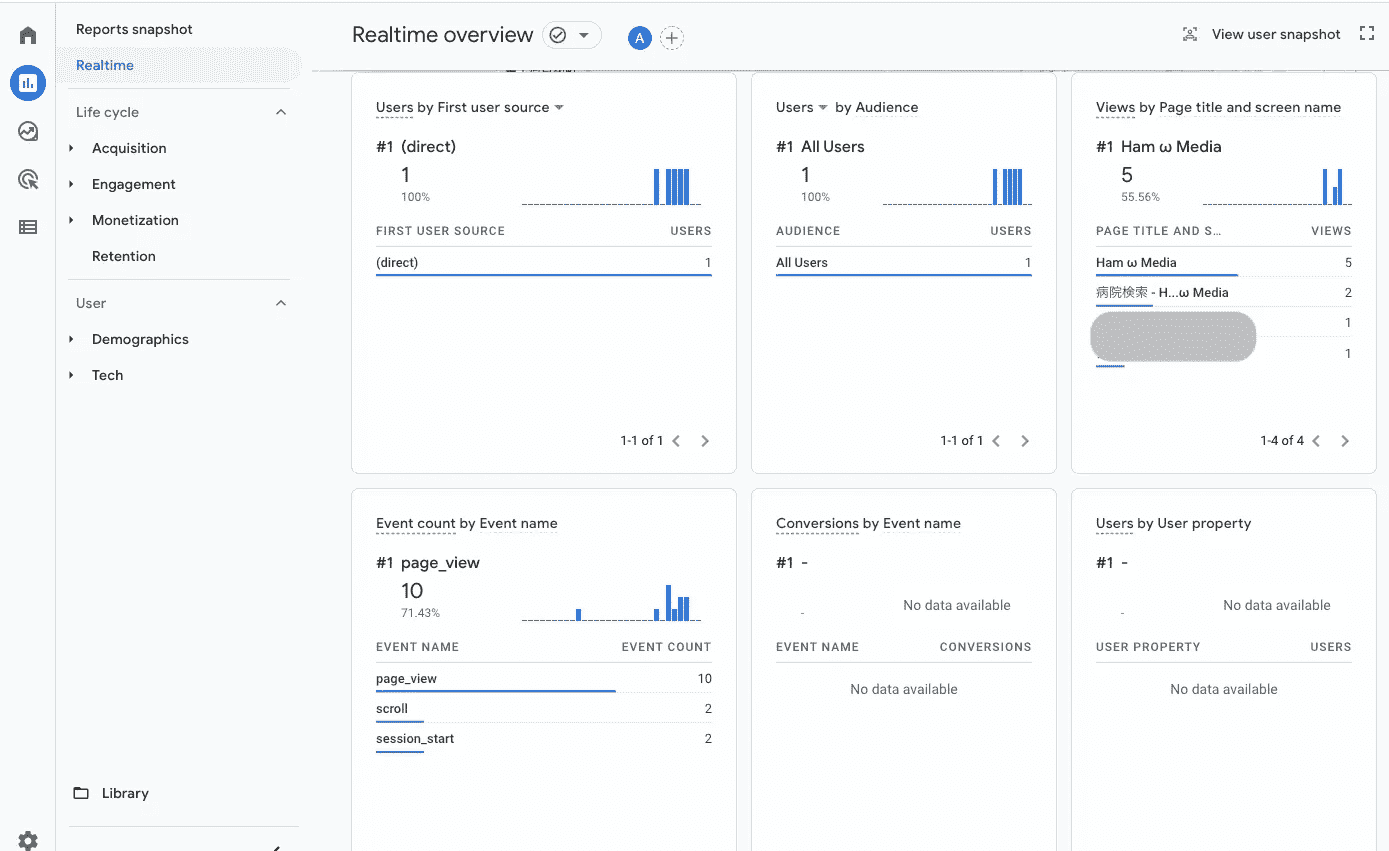 Reports snapshot
Realtime
Life cycle
Acquisition
Engagement
Monetization
Retention
User
Demographics
Tech
Library
Realtime overview
A
View user snapshot
Users by First user source
#1 (direct)
1
100%
FIRST USER SOURCE USERS
(direct) 1
1-1 of 1
Users by Audience
#1 All Users
1
100%
AUDIENCE USERS
All Users 1
1-1 of 1
Views by Page title and screen name
#1 Ham ω Media
5
55.56%
PAGE TITLE AND S… VIEWS
Ham ω Media 5
病院検索 - H...ω Media 2
1
1
1-4 of 4
Event count by Event name
#1 page_view
10
71.43%
EVENT NAME EVENT COUNT
page_view 10
scroll 2
session_start 2
Conversions by Event name
#1 -
-
No data available
EVENT NAME CONVERSIONS
No data available
Users by User property
#1 -
-
No data available
USER PROPERTY USERS
No data available